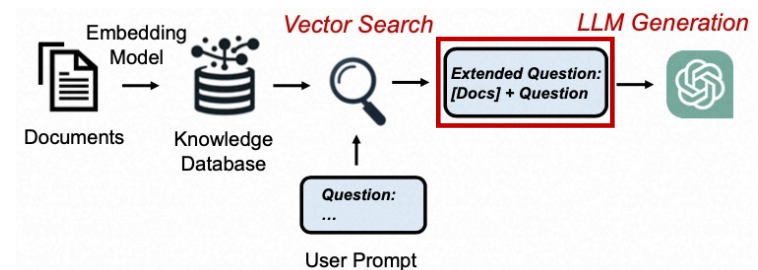 Embedding
Model
Vector Search
LLM Generation
Extended Question:
[Docs] + Question
Documents
Knowledge
Database
Question:
...
User Prompt